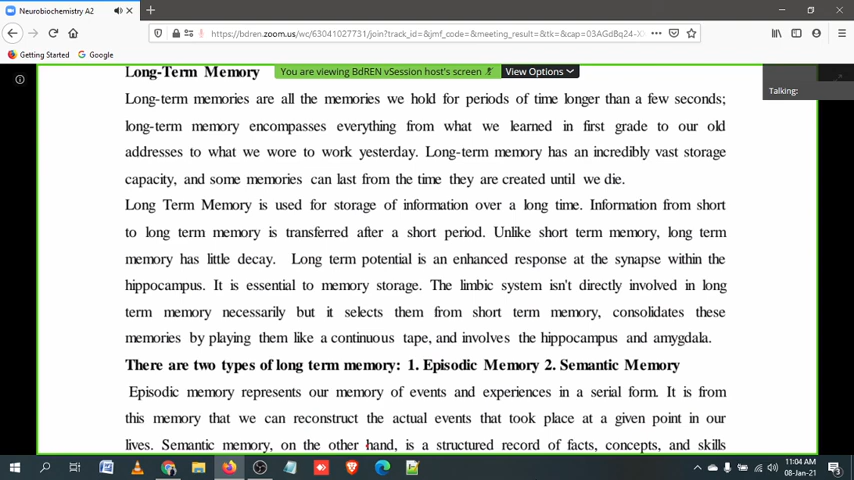 Neurobiochemistry A2
https://bdren.zoom.us/wc/63041027731/join?track_id=&jmf_code=&meeting_result=&tk=&cap=03AGdBq24-X
Getting Started Google
Long-Term Memory
You are viewing BdREN vSession host's screen View Options
Talking:
Long-term memories are all the memories we hold for periods of time longer than a few seconds;
long-term memory encompasses everything from what we learned in first grade to our old
addresses to what we wore to work yesterday. Long-term memory has an incredibly vast storage
capacity, and some memories can last from the time they are created until we die.
Long Term Memory is used for storage of information over a long time. Information from short
to long term memory is transferred after a short period. Unlike short term memory, long term
memory has little decay. Long term potential is an enhanced response at the synapse within the
hippocampus. It is essential to memory storage. The limbic system isn't directly involved in long
term memory necessarily but it selects them from short term memory, consolidates these
memories by playing them like a continuous tape, and involves the hippocampus and amygdala.
There are two types of long term memory: 1. Episodic Memory 2. Semantic Memory
Episodic memory represents our memory of events and experiences in a serial form. It is from
this memory that we can reconstruct the actual events that took place at a given point in our
lives. Semantic memory, on the other hand, is a structured record of facts, concepts, and skills
11:04 AM
08-Jan-21